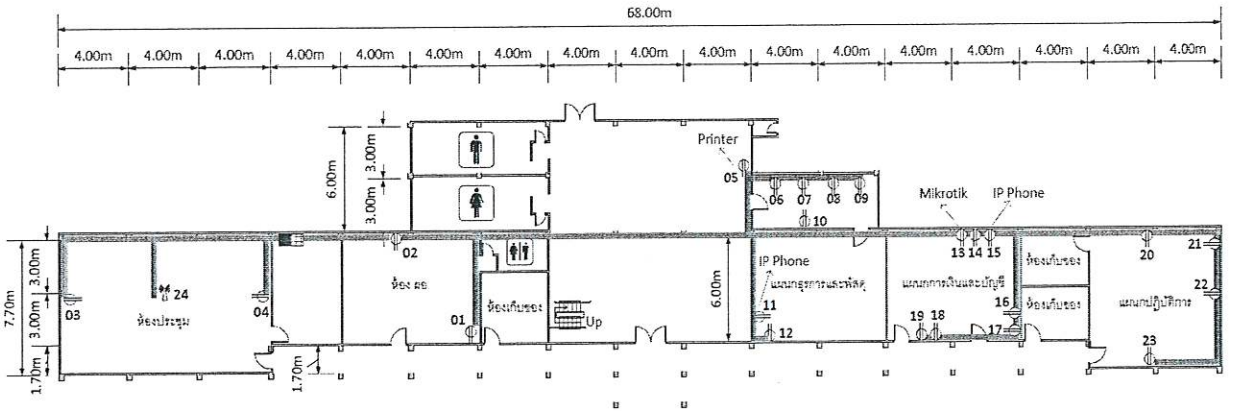 68.00m
4.00m 4.00m 4.00m 4.00m 4.00m 4.00m 4.00m 4.00m 4.00m 4.00m 4.00m 4.00m 4.00m 4.00m 4.00m 4.00m 4.00m
6.00m
3.00m
3.00m
Printer
05
06 07 08 09
10
Mikrotik
IP Phone
13 14 15
7.70m
3.00m
3.00m
1.70m
03
24
04
ห้องประชุม
02
ห้อง ผอ
01
1.70m
ห้องเก็บของ
Up
6.00m
IP Phone
แผนกธุรการและพัสดุ
11
12
แผนกการเงินและบัญชี
16
17
19 18
ห้องเก็บของ
ห้องเก็บของ
20
21
22
แผนกปฏิบัติการ
23